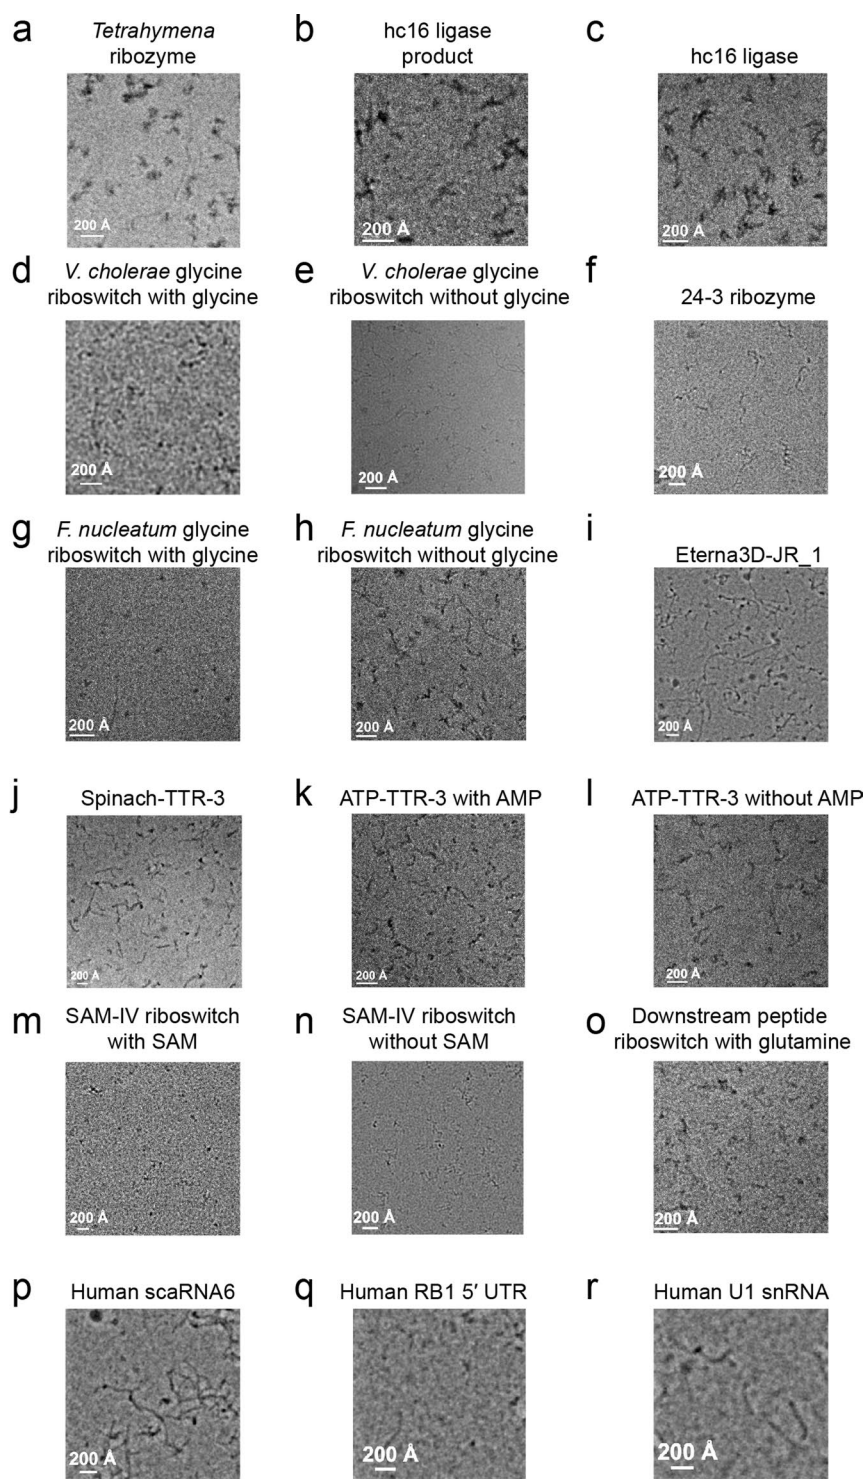 a
Tetrahymena
ribozyme
200 Å
b
hc16 ligase
product
200 Å
c
hc16 ligase
200 Å
d
V. cholerae glycine
riboswitch with glycine
200 Å
e
V. cholerae glycine
riboswitch without glycine
200 Å
f
24-3 ribozyme
200 Å
g
F. nucleatum glycine
riboswitch with glycine
200 Å
h
F. nucleatum glycine
riboswitch without glycine
200 Å
i
Eterna3D-JR_1
200 Å
j
Spinach-TTR-3
200 Å
k
ATP-TTR-3 with AMP
200 Å
l
ATP-TTR-3 without AMP
200 Å
m
SAM-IV riboswitch
with SAM
200 Å
n
SAM-IV riboswitch
without SAM
200 Å
o
Downstream peptide
riboswitch with glutamine
200 Å
p
Human scaRNA6
200 Å
q
Human RB1 5′ UTR
200 Å
r
Human U1 snRNA
200 Å